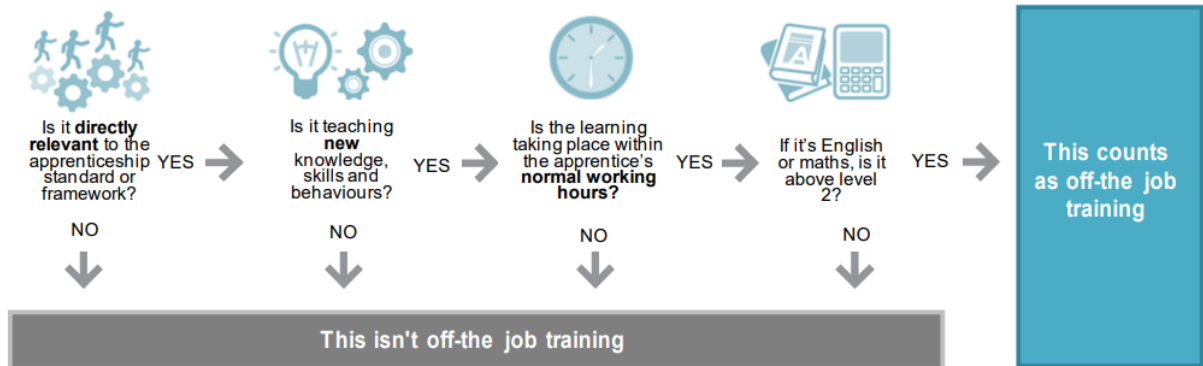 Is it directly
relevant to the
apprenticeship
standard or
framework?
YES
NO
Is it teaching
new
knowledge,
skills and
behaviours?
YES
NO
Is the learning
taking place within
the apprentice's
normal working
hours?
YES
NO
A
If it's English
or maths, is it
above level
2?
YES
NO
This counts
as off-the job
training
This isn't off-the job training